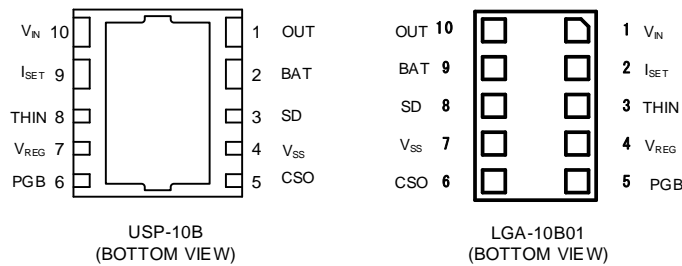 V_IN 10 1 OUT
I_SET 9 2 BAT
THIN 8 3 SD
V_REG 7 4 V_SS
PGB 6 5 CSO
USP-10B
(BOTTOM VIEW)
OUT 10 1 V_IN
BAT 9 2 I_SET
SD 8 3 THIN
V_SS 7 4 V_REG
CSO 6 5 PGB
LGA-10B01
(BOTTOM VIEW)